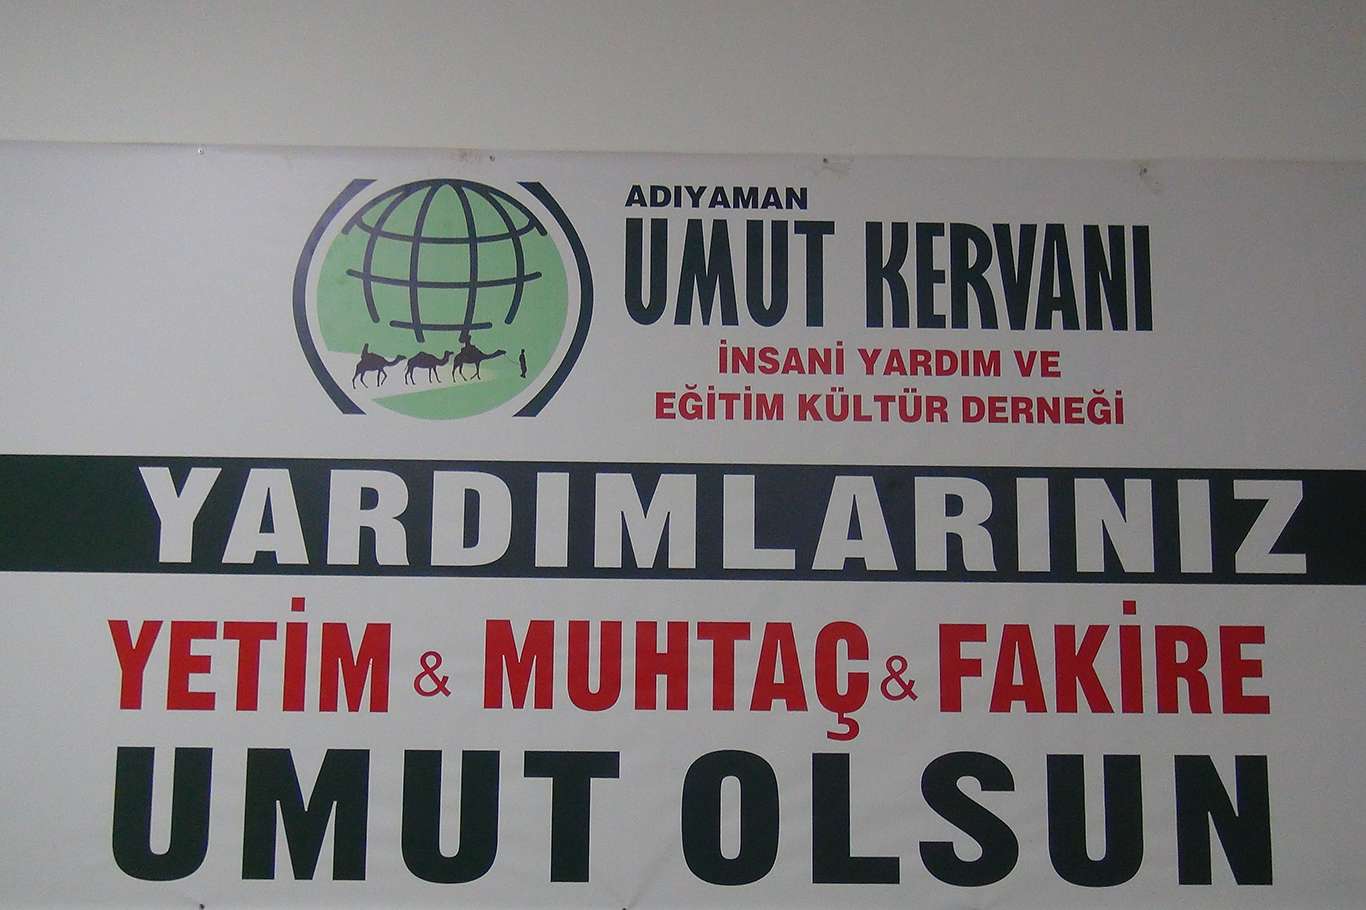 ADIYAMAN
UMUT KERVANI
İNSANİ YARDIM VE
EĞİTİM KÜLTÜR DERNEĞİ
YARDIMLARINIZ
YETİM & MUHTAÇ & FAKİRE
UMUT OLSUN